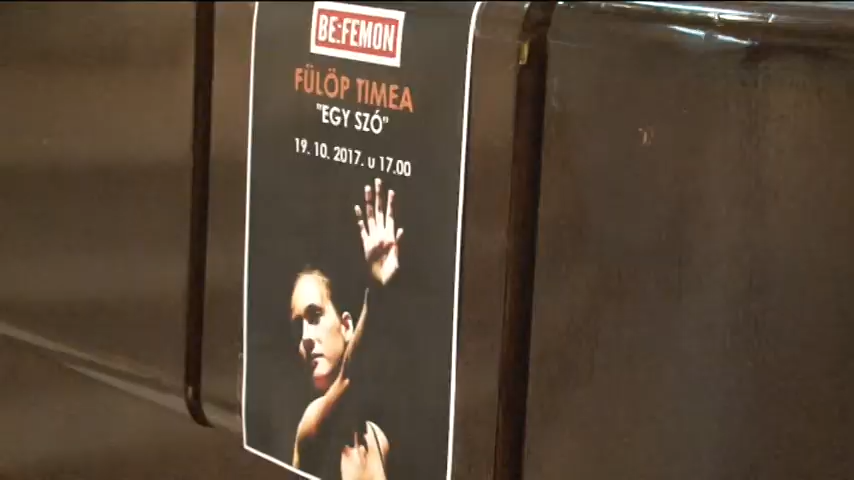 BE:FEMON
FÜLÖP TIMEA
"EGY SZÓ"
19. 10. 2017. u 17.00